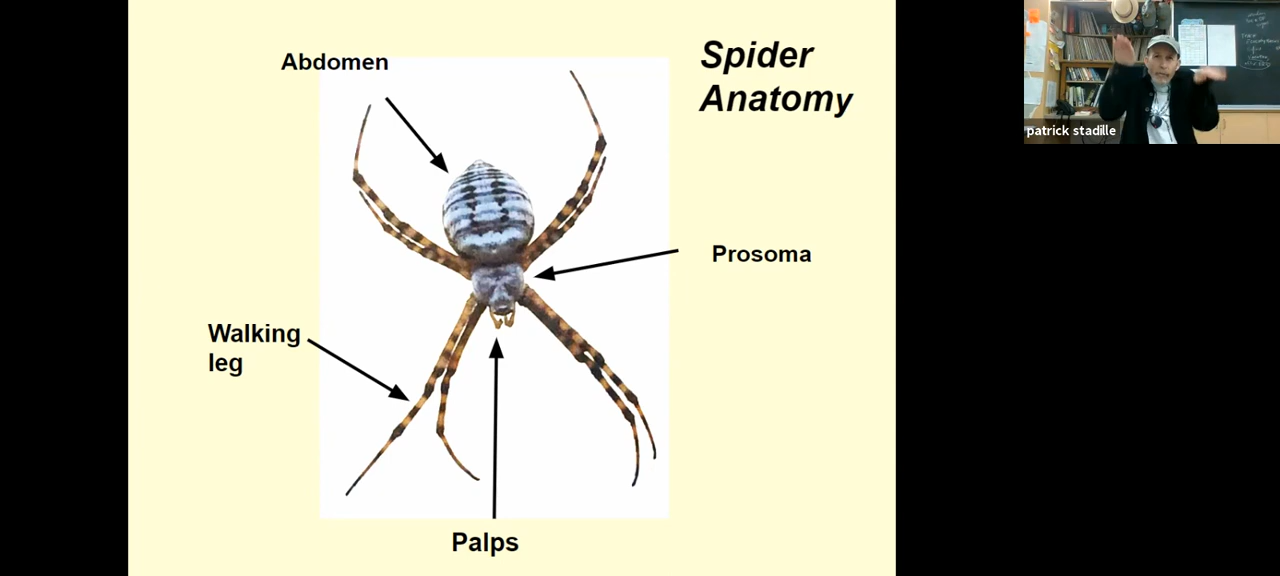 Abdomen
Spider
Anatomy
Prosoma
Walking
leg
Palps
patrick stadille